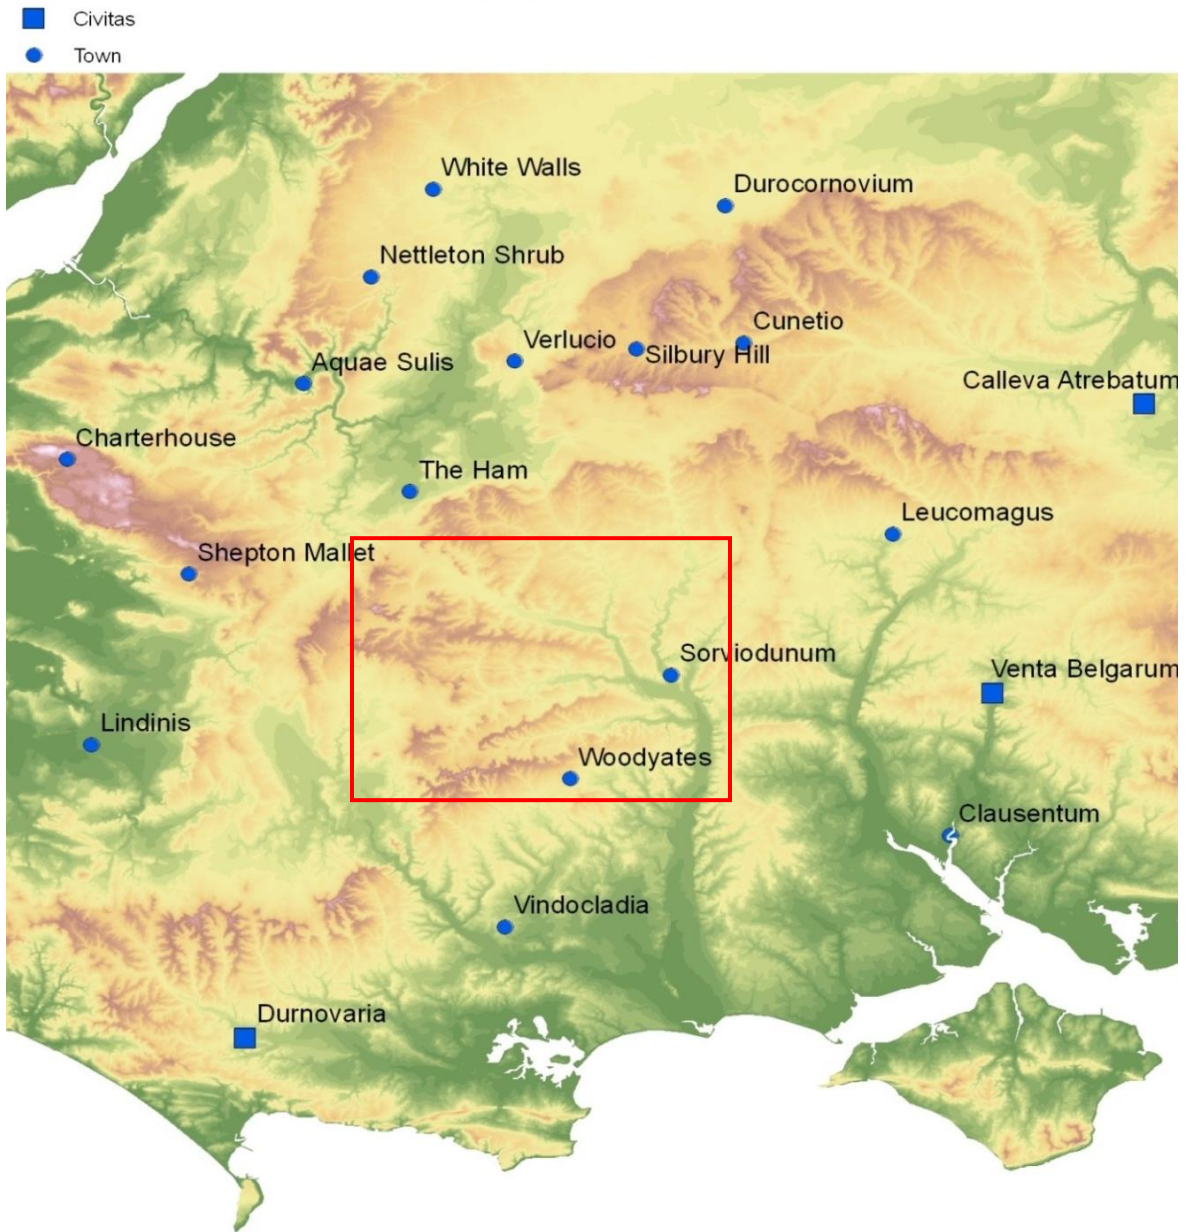 Civitas
Town
White Walls
Durocornovium
Nettleton Shrub
Cunetio
Verlucio
Silbury Hill
Aquae Sulis
Calleva Atrebatum
Charterhouse
The Ham
Leucomagus
Shepton Mallet
Sorviodunum
Venta Belgarum
Lindinis
Woodyates
Clausentum
Vindocladia
Durnovaria